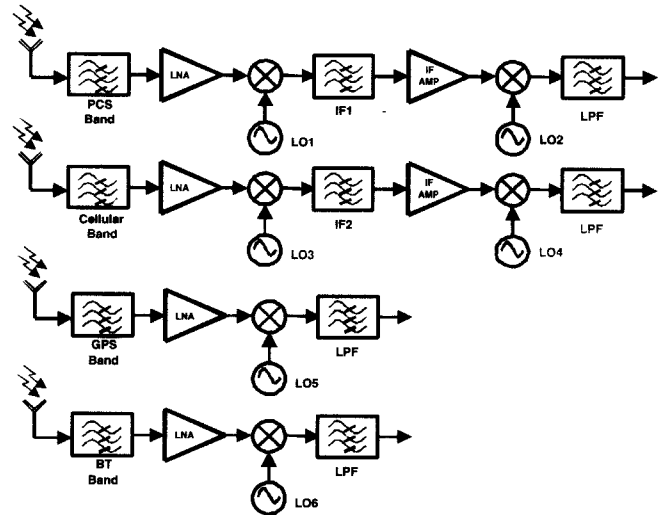 LNA
IF
AMP
PCS
Band
IF1
LPF
LO1
LO2
LNA
IF
AMP
Cellular
Band
IF2
LPF
LO3
LO4
LNA
GPS
Band
LPF
LO5
LNA
BT
Band
LPF
LO6